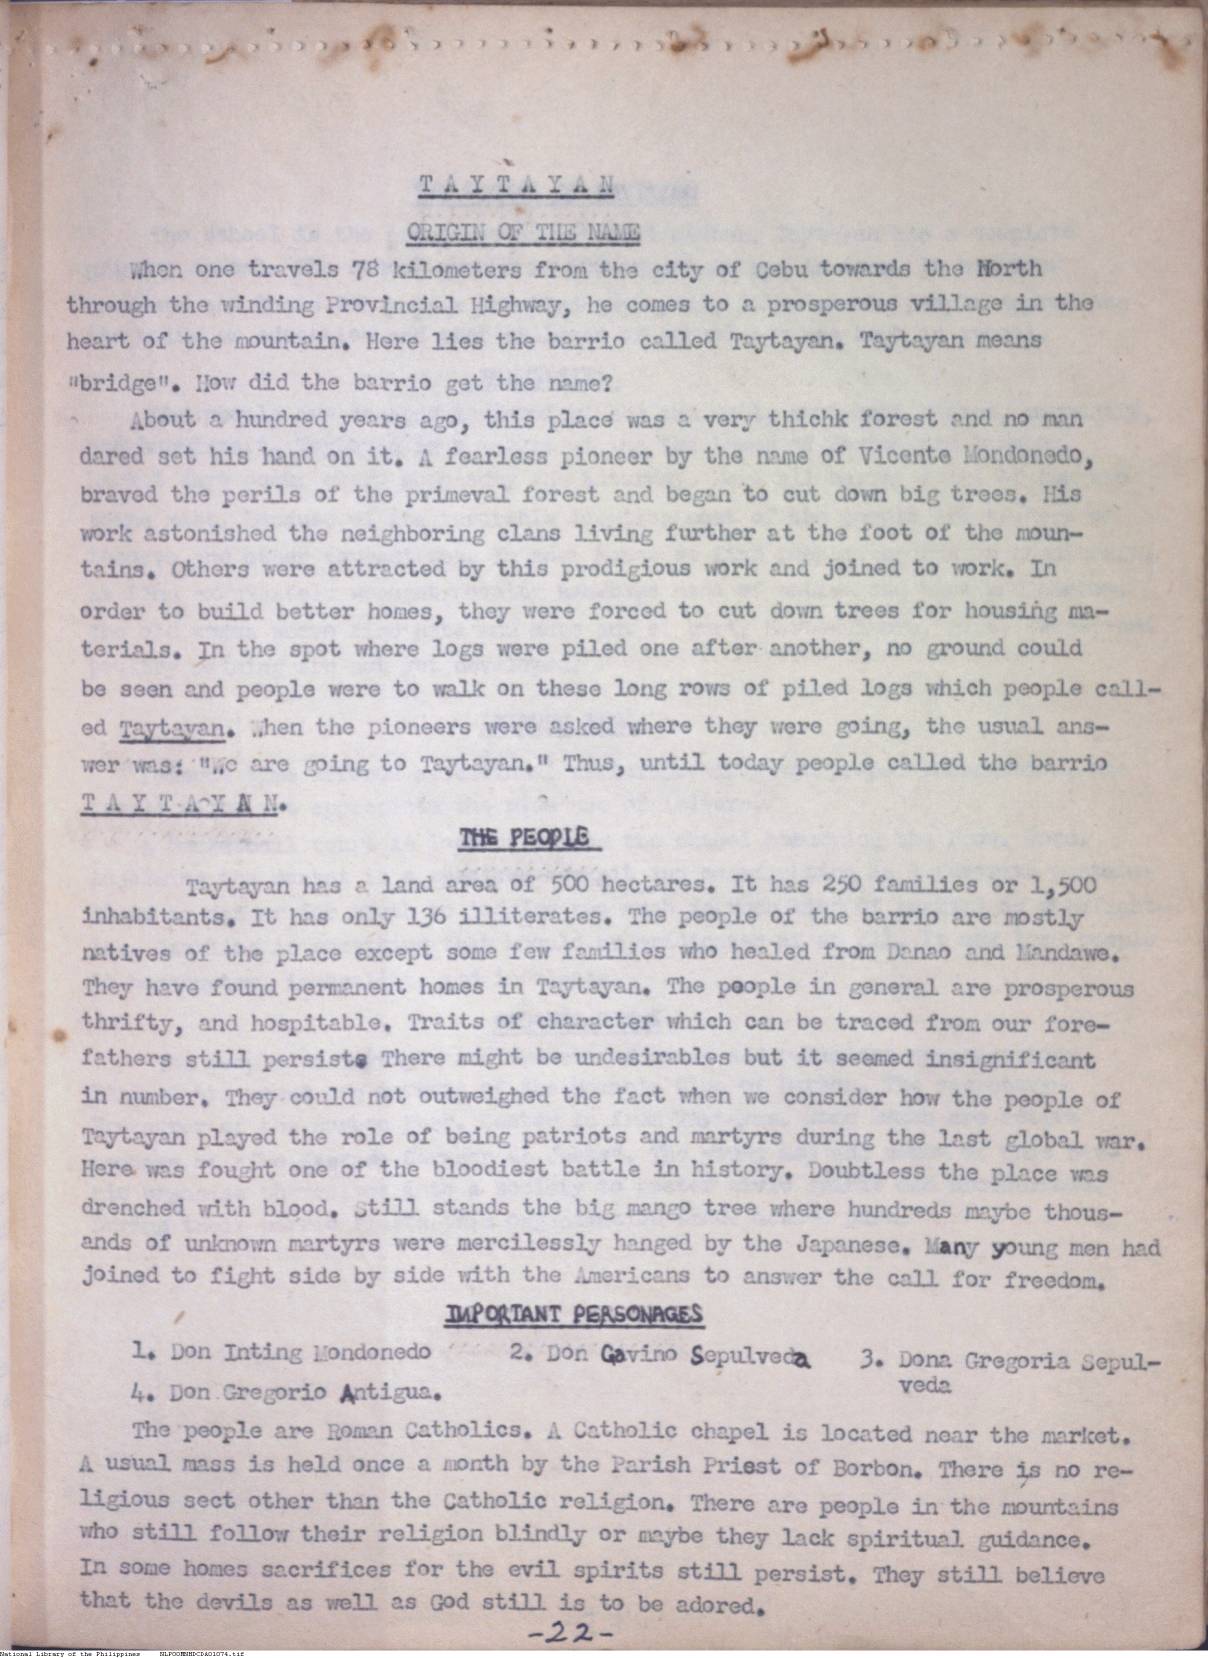 TAYTAYAN
ORIGIN OF THE NAME
When one travels 78 kilometers from the city of Cebu towards the North
through the winding Provincial Highway, he comes to a prosperous village in the
heart of the mountain. Here lies the barrio called Taytayan. Taytayan means
"bridge". How did the barrio get the name?
About a hundred years ago, this place was a very thichk forest and no man
dared set his hand on it. A fearless pioneer by the name of Vicente Mondonedo,
braved the perils of the primeval forest and began to cut down big trees. His
work astonished the neighboring clans living further at the foot of the moun-
tains. Others were attracted by this prodigious work and joined to work. In
order to build better homes, they were forced to cut down trees for housing ma-
terials. In the spot where logs were piled one after another, no ground could
be seen and people were to walk on these long rows of piled logs which people call-
ed Taytayan. When the pioneers were asked where they were going, the usual ans-
wer was: "We are going to Taytayan." Thus, until today people called the barrio
TAYTAYAN.
THE PEOPLE
Taytayan has a land area of 500 hectares. It has 250 families or 1,500
inhabitants. It has only 136 illiterates. The people of the barrio are mostly
natives of the place except some few families who healed from Danao and Mandawe.
They have found permanent homes in Taytayan. The people in general are prosperous
thrifty, and hospitable. Traits of character which can be traced from our fore-
fathers still persist. There might be undesirables but it seemed insignificant
in number. They could not outweighed the fact when we consider how the people of
Taytayan played the role of being patriots and martyrs during the last global war.
Here was fought one of the bloodiest battle in history. Doubtless the place was
drenched with blood. Still stands the big mango tree where hundreds maybe thous-
ands of unknown martyrs were mercilessly hanged by the Japanese. Many young men had
joined to fight side by side with the Americans to answer the call for freedom.
IMPORTANT PERSONAGES
1. Don Inting Mondonedo 2. Don Gavino Sepulveda 3. Dona Gregoria Sepul-
veda
4. Don Gregorio Antigua.
The people are Roman Catholics. A Catholic chapel is located near the market.
A usual mass is held once a month by the Parish Priest of Borbon. There is no re-
ligious sect other than the Catholic religion. There are people in the mountains
who still follow their religion blindly or maybe they lack spiritual guidance.
In some homes sacrifices for the evil spirits still persist. They still believe
that the devils as well as God still is to be adored.
-22-
National Library of the Philippines NLPOOMNHDCDA01074.tif